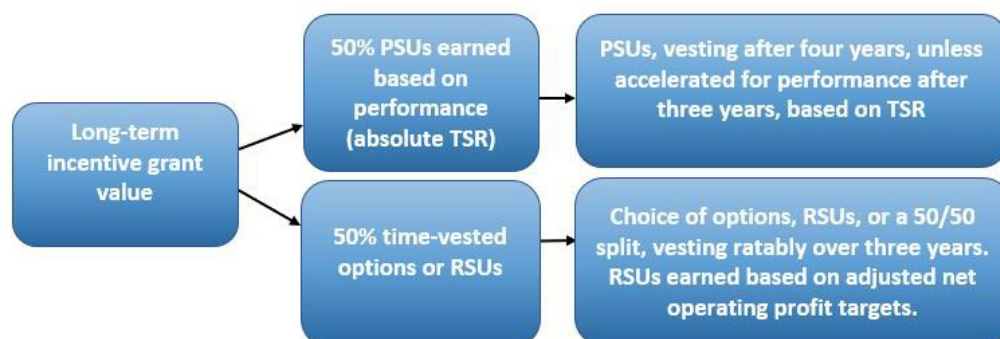 Long-term
incentive grant
value
50% PSUs earned
based on
performance
(absolute TSR)
PSUs, vesting after four years, unless
accelerated for performance after
three years, based on TSR
50% time-vested
options or RSUs
Choice of options, RSUs, or a 50/50
split, vesting ratably over three years.
RSUs earned based on adjusted net
operating profit targets.